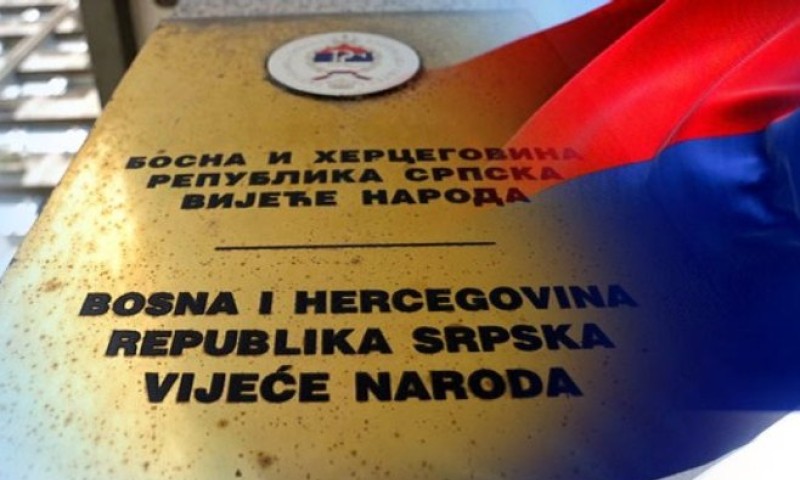 БОСНА И ХЕРЦЕГОВИНА
РЕПУБЛИКА СРПСКА
ВИЈЕЋЕ НАРОДА
BOSNA I HERCEGOVINA
REPUBLIKA SRPSKA
VIJEĆE NARODA